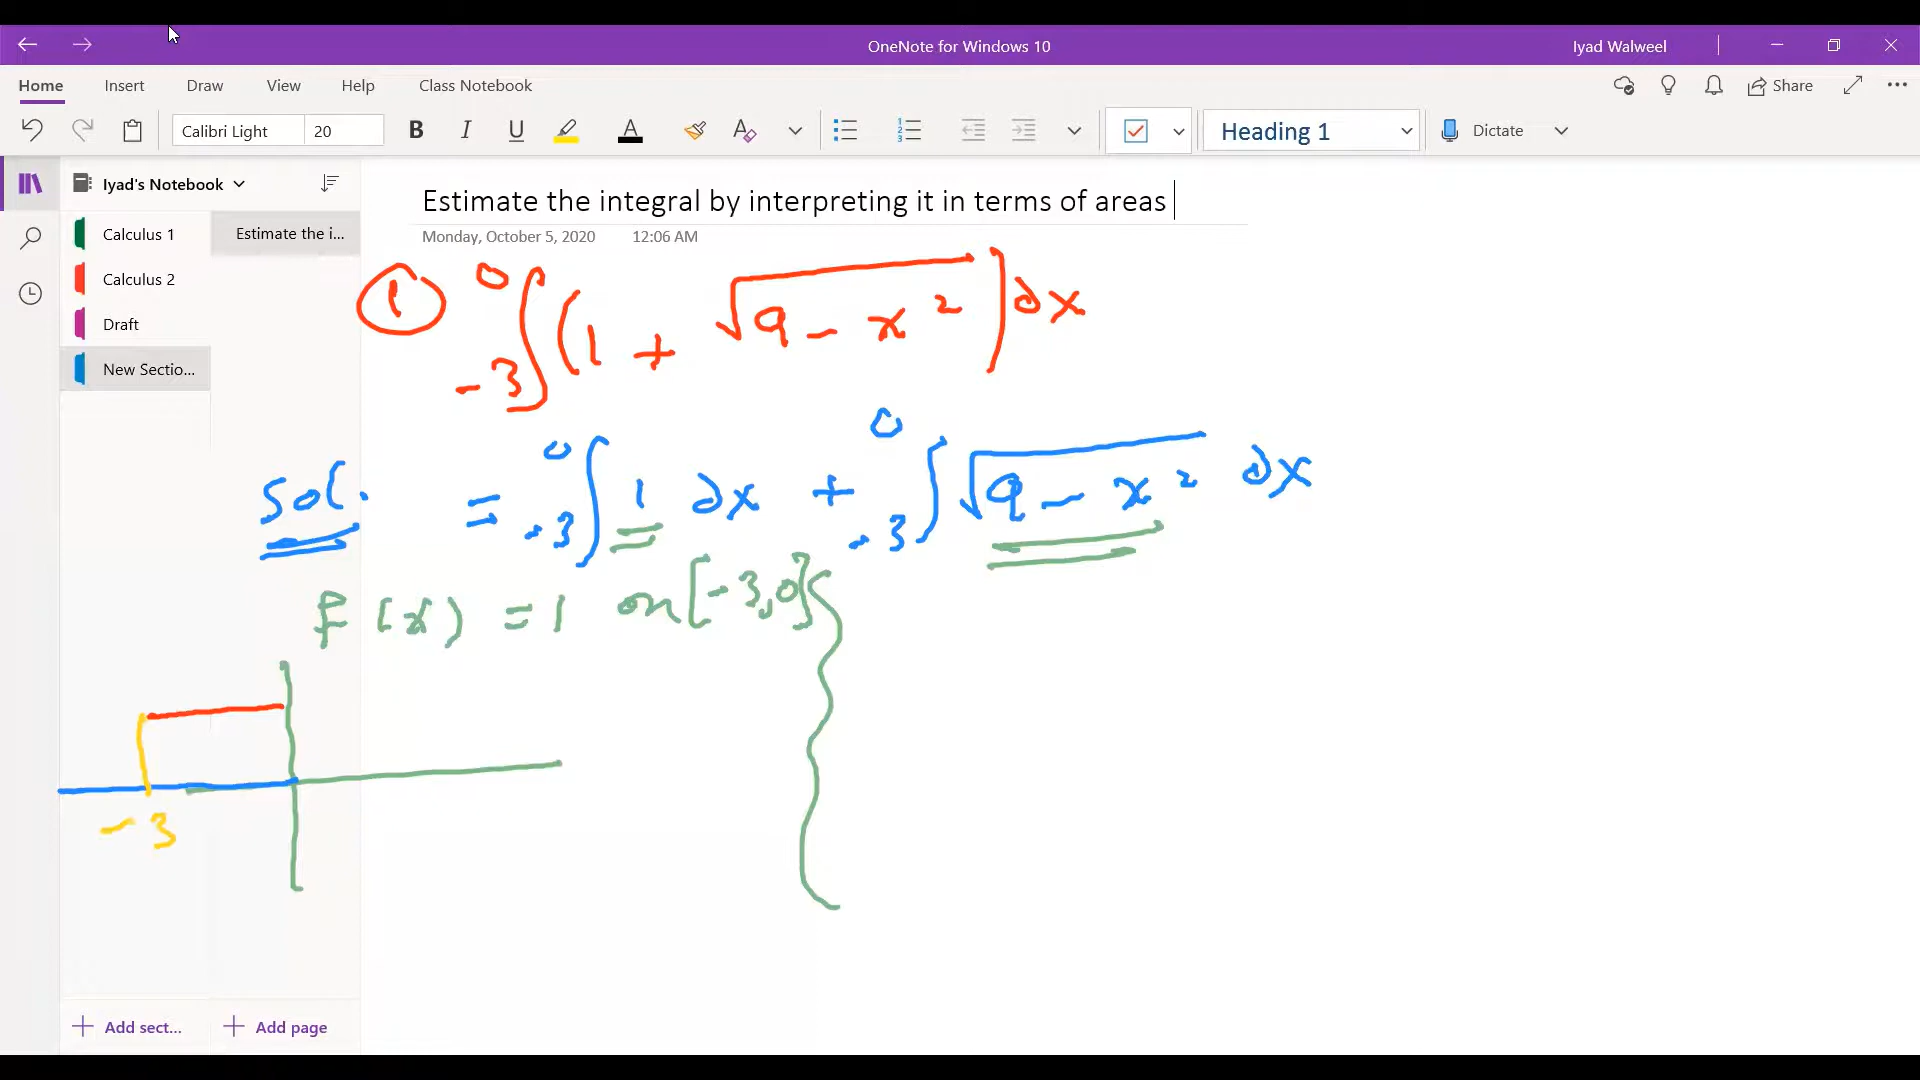 OneNote for Windows 10
Iyad Walweel
Home Insert Draw View Help Class Notebook Share
Calibri Light 20 B I U A Heading 1 Dictate
Iyad's Notebook
Calculus 1
Calculus 2
Draft
New Sectio...
Estimate the i...
Estimate the integral by interpreting it in terms of areas
Monday, October 5, 2020 12:06 AM
① ∫_{-3}^{0} (1 + √(9 - x²)) dx
Sol. = ∫_{-3}^{0} 1 dx + ∫_{-3}^{0} √(9 - x²) dx
f(x) = 1 on [-3,0]
-3
+ Add sect... + Add page